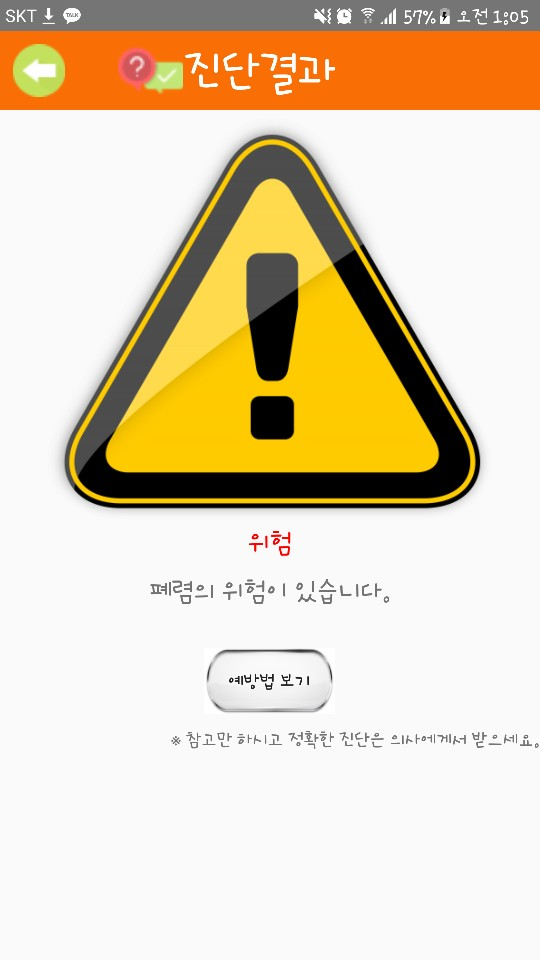 SKT TALK 57% 오전 1:05
? 진단결과
!
위험
폐렴의 위험이 있습니다.
예방법 보기
※ 참고만 하시고 정확한 진단은 의사에게서 받으세요.